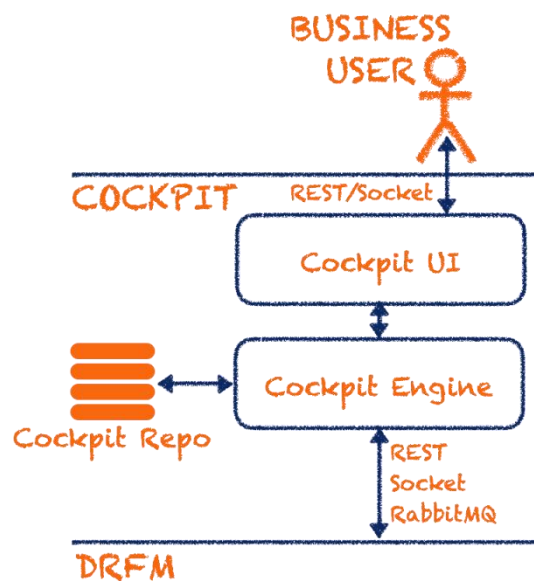 BUSINESS
USER
COCKPIT
REST/Socket
Cockpit UI
Cockpit Engine
Cockpit Repo
REST
Socket
RabbitMQ
DRFM